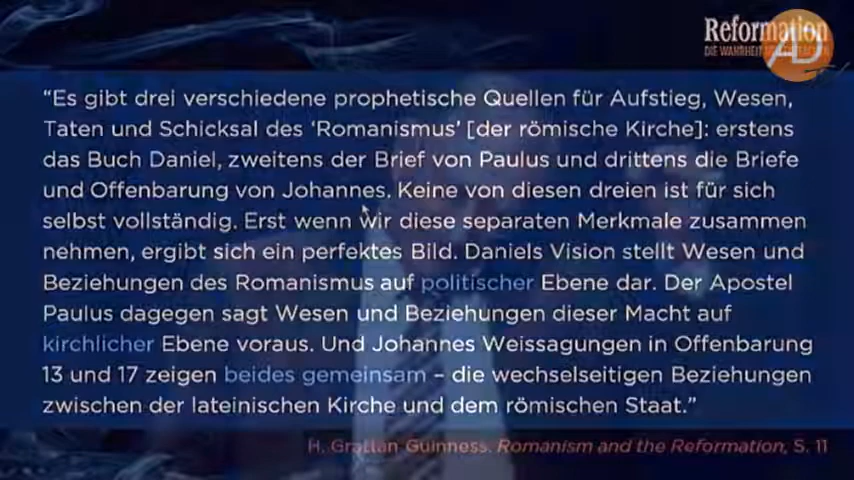 Reformation
“Es gibt drei verschiedene prophetische Quellen für Aufstieg, Wesen,
Taten und Schicksal des ‘Romanismus’ [der römische Kirche]: erstens
das Buch Daniel, zweitens der Brief von Paulus und drittens die Briefe
und Offenbarung von Johannes. Keine von diesen dreien ist für sich
selbst vollständig. Erst wenn wir diese separaten Merkmale zusammen
nehmen, ergibt sich ein perfektes Bild. Daniels Vision stellt Wesen und
Beziehungen des Romanismus auf politischer Ebene dar. Der Apostel
Paulus dagegen sagt Wesen und Beziehungen dieser Macht auf
kirchlicher Ebene voraus. Und Johannes Weissagungen in Offenbarung
13 und 17 zeigen beides gemeinsam – die wechselseitigen Beziehungen
zwischen der lateinischen Kirche und dem römischen Staat.”
H. Grattan Guinness, Romanism and the Reformation, S. 11